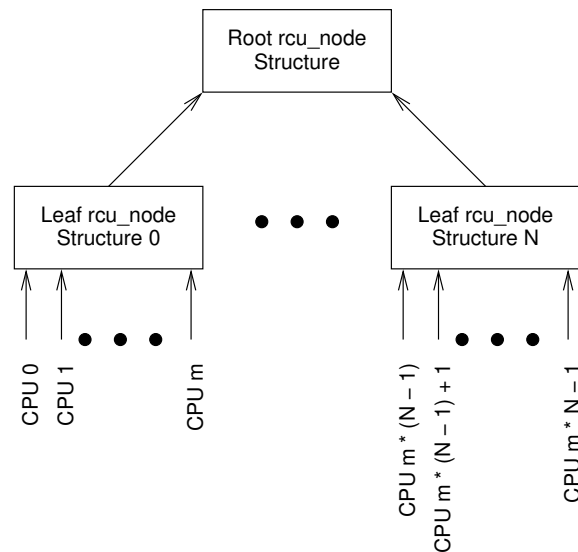 Root rcu_node
Structure
Leaf rcu_node
Structure 0
Leaf rcu_node
Structure N
CPU 0
CPU 1
CPU m
CPU m * (N − 1)
CPU m * (N − 1) + 1
CPU m * N − 1